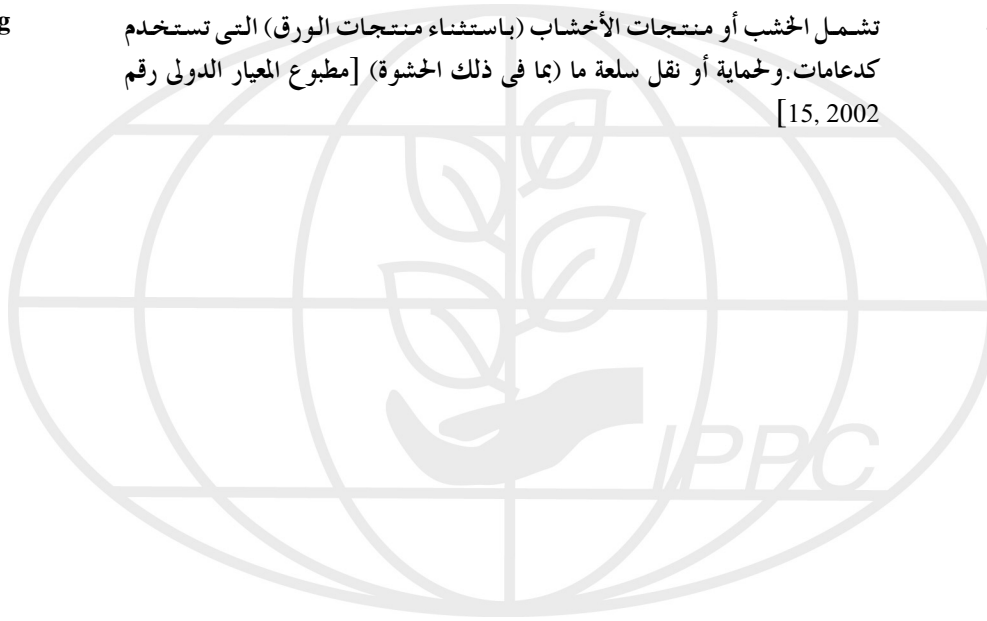 تشمل الخشب أو منتجات الأخشاب (باستثناء منتجات الورق) التى تستخدم
كدعامات.ولحماية أو نقل سلعة ما (بما فى ذلك الحشوة) [مطبوع المعيار الدولى رقم
15, 2002]
g
IPPC